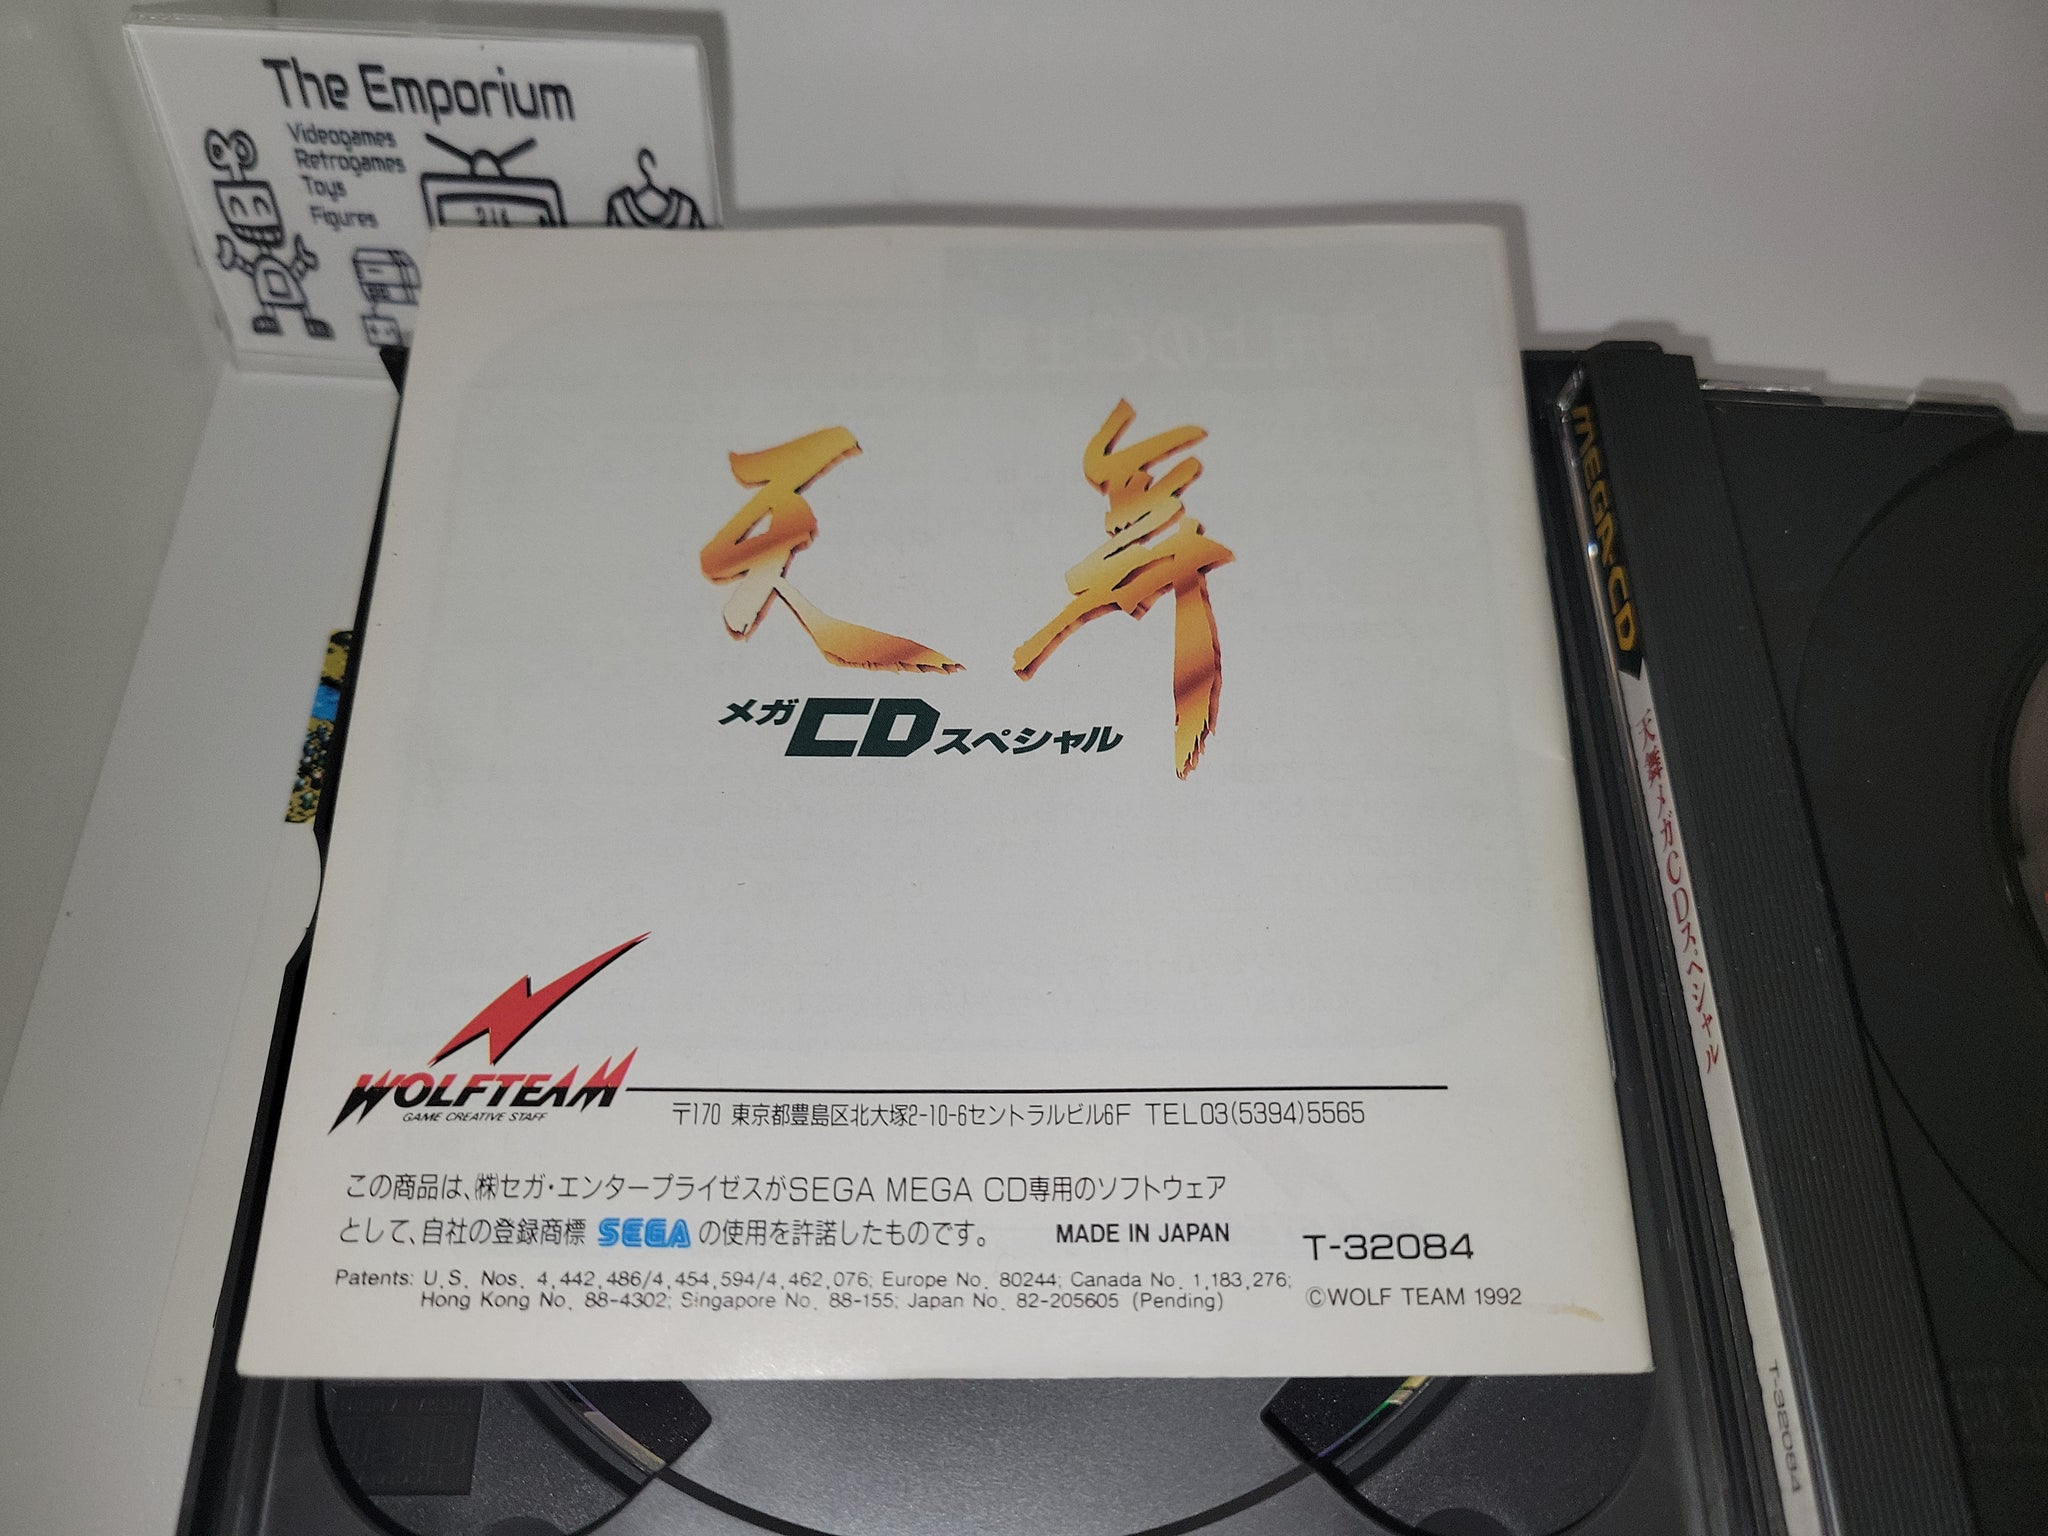 The Emporium
Videogames
Retrogames
Toys
Figures
天舞
メガCDスペシャル
WOLFTEAM
GAME CREATIVE STAFF
〒170 東京都豊島区北大塚2-10-6セントラルビル6F TEL03(5394)5565
この商品は、㈱セガ・エンタープライゼスがSEGA MEGA CD専用のソフトウェア
として、自社の登録商標 SEGA の使用を許諾したものです。 MADE IN JAPAN
T-32084
Patents: U.S. Nos. 4,442,486/4,454,594/4,462,076; Europe No. 80244; Canada No. 1,183,276;
Hong Kong No. 88-4302; Singapore No. 88-155; Japan No. 82-205605 (Pending)
©WOLF TEAM 1992
MEGA-CD
天舞メガCDスペシャル
T-32084